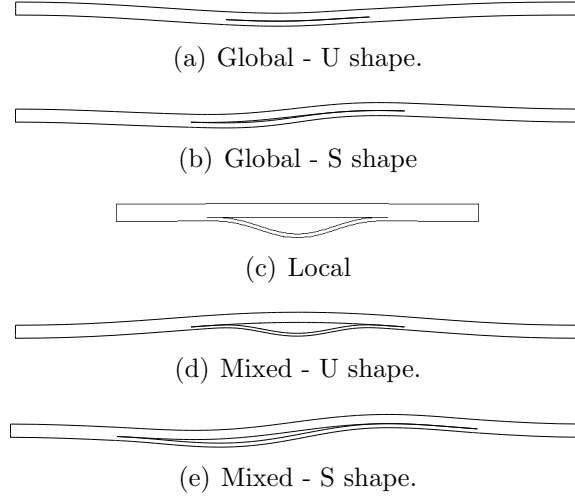 (a) Global - U shape.
(b) Global - S shape
(c) Local
(d) Mixed - U shape.
(e) Mixed - S shape.